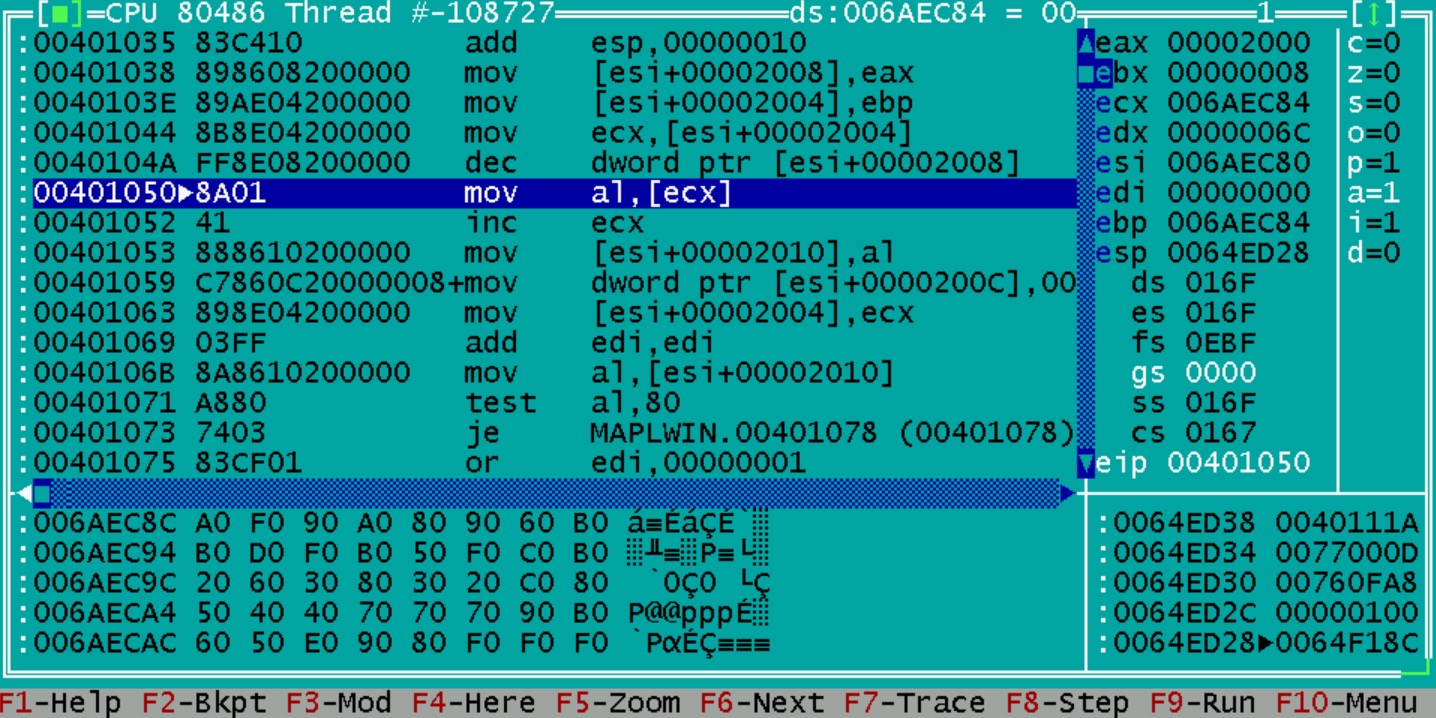 [■]=CPU 80486 Thread #-108727 ds:006AEC84 = 00 1=[↕]
:00401035 83C410 add esp,00000010 eax 00002000 c=0
:00401038 898608200000 mov [esi+00002008],eax ebx 00000008 z=0
:0040103E 89AE04200000 mov [esi+00002004],ebp ecx 006AEC84 s=0
:00401044 8B8E04200000 mov ecx,[esi+00002004] edx 0000006C o=0
:0040104A FF8E08200000 dec dword ptr [esi+00002008] esi 006AEC80 p=1
:00401050►8A01 mov al,[ecx] edi 00000000 a=1
:00401052 41 inc ecx ebp 006AEC84 i=1
:00401053 888610200000 mov [esi+00002010],al esp 0064ED28 d=0
:00401059 C7860C20000008+mov dword ptr [esi+0000200C],00 ds 016F
:00401063 898E04200000 mov [esi+00002004],ecx es 016F
:00401069 03FF add edi,edi fs 0EBF
:0040106B 8A8610200000 mov al,[esi+00002010] gs 0000
:00401071 A880 test al,80 ss 016F
:00401073 7403 je MAPLWIN.00401078 (00401078) cs 0167
:00401075 83CF01 or edi,00000001 eip 00401050
:006AEC8C A0 F0 90 A0 80 90 60 B0 á≡ÉáÇÉ`░ :0064ED38 0040111A
:006AEC94 B0 D0 F0 B0 50 F0 C0 B0 ░╨≡░P≡└░ :0064ED34 0077000D
:006AEC9C 20 60 30 80 30 20 C0 80 `0Ç0 └Ç :0064ED30 00760FA8
:006AECA4 50 40 40 70 70 70 90 B0 P@@pppÉ░ :0064ED2C 00000100
:006AECAC 60 50 E0 90 80 F0 F0 F0 `PαÉÇ≡≡≡ :0064ED28►0064F18C
F1-Help F2-Bkpt F3-Mod F4-Here F5-Zoom F6-Next F7-Trace F8-Step F9-Run F10-Menu